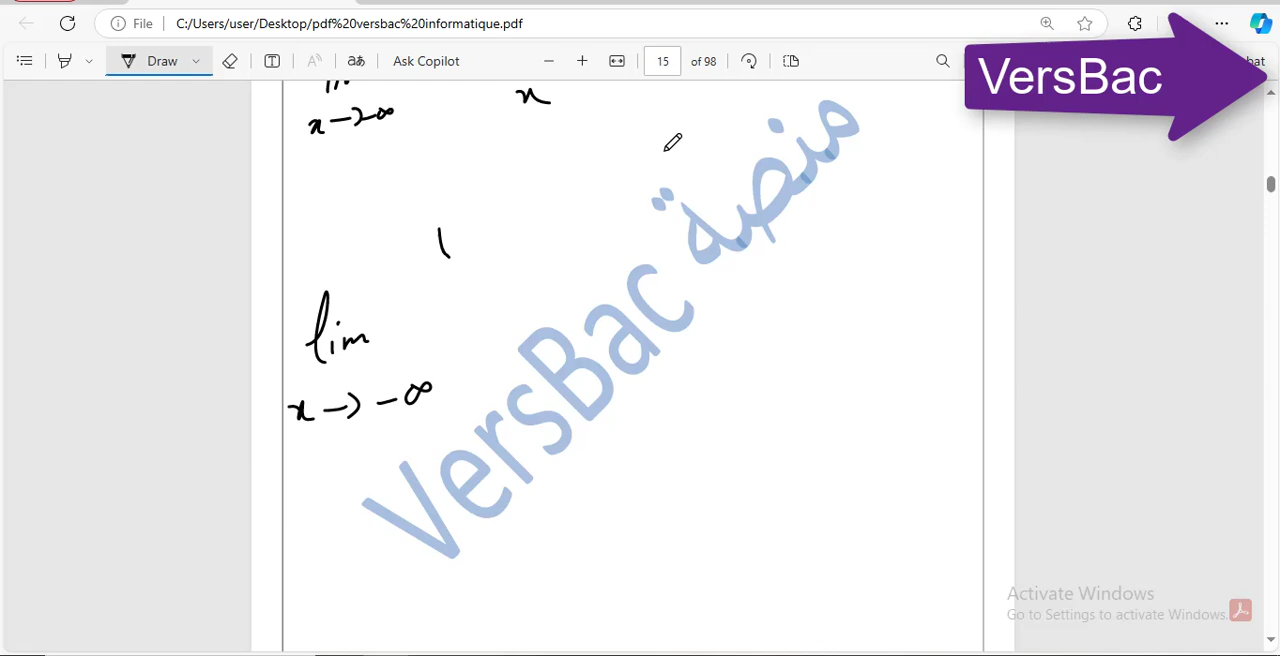 File C:/Users/user/Desktop/pdf%20versbac%20informatique.pdf
Draw Ask Copilot 15 of 98
VersBac
x → -∞
x
lim
x → -∞
VersBac منصة
Activate Windows
Go to Settings to activate Windows.